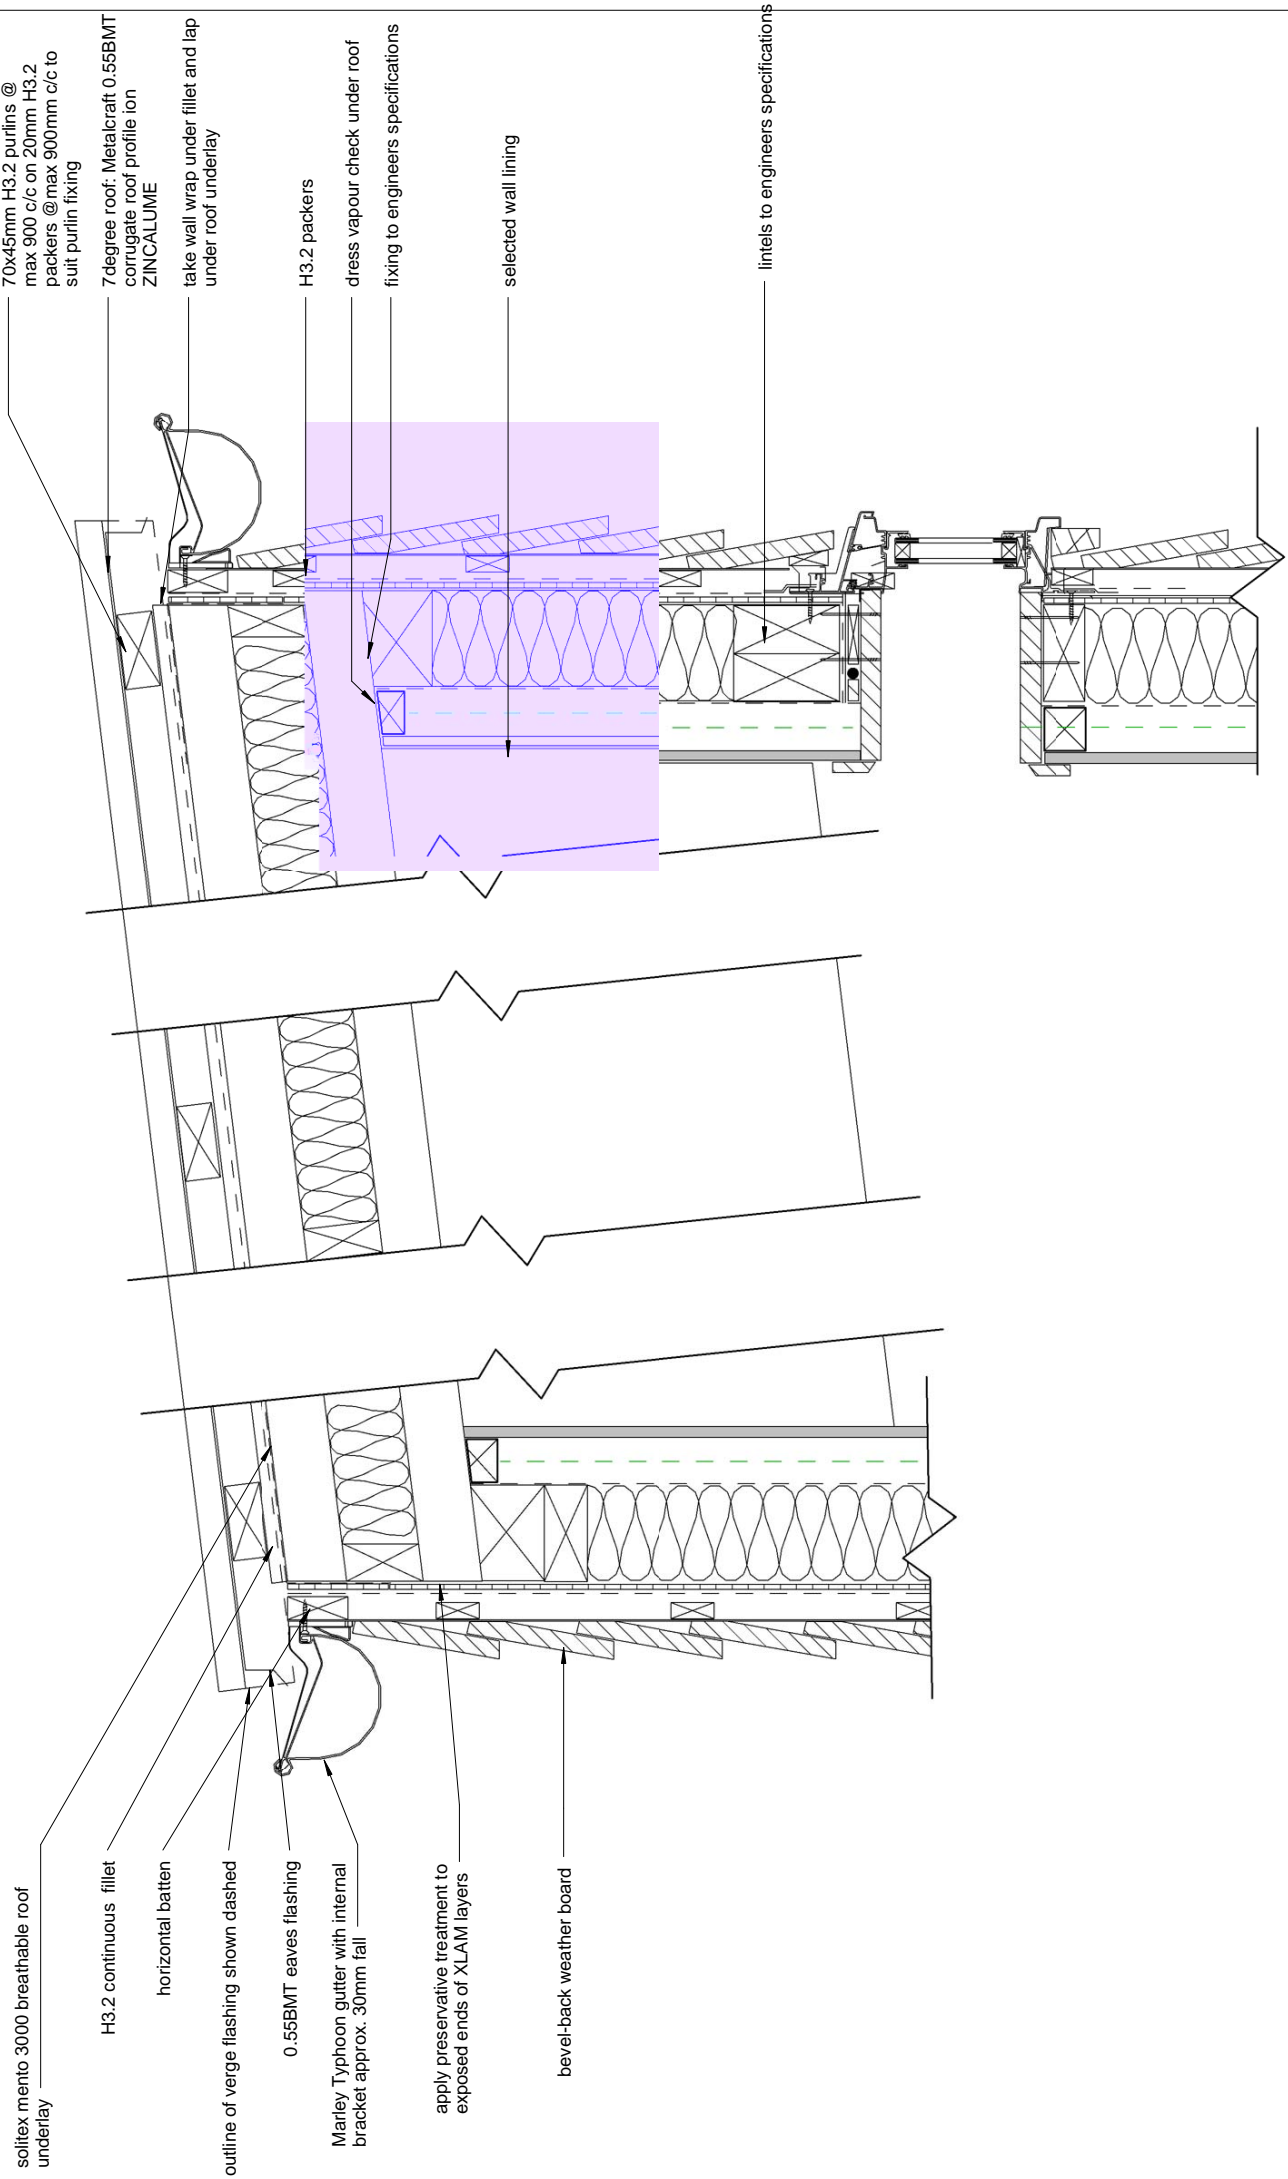 solitex mento 3000 breathable roof
underlay
H3.2 continuous fillet
horizontal batten
outline of verge flashing shown dashed
0.55BMT eaves flashing
Marley Typhoon gutter with internal
bracket approx. 30mm fall
apply preservative treatment to
exposed ends of XLAM layers
bevel-back weather board
70x45mm H3.2 purlins @
max 900 c/c on 20mm H3.2
packers @max 900mm c/c to
suit purlin fixing
7degree roof: Metalcraft 0.55BMT
corrugate roof profile ion
ZINCALUME
take wall wrap under fillet and lap
under roof underlay
H3.2 packers
dress vapour check under roof
fixing to engineers specifications
selected wall lining
lintels to engineers specifications